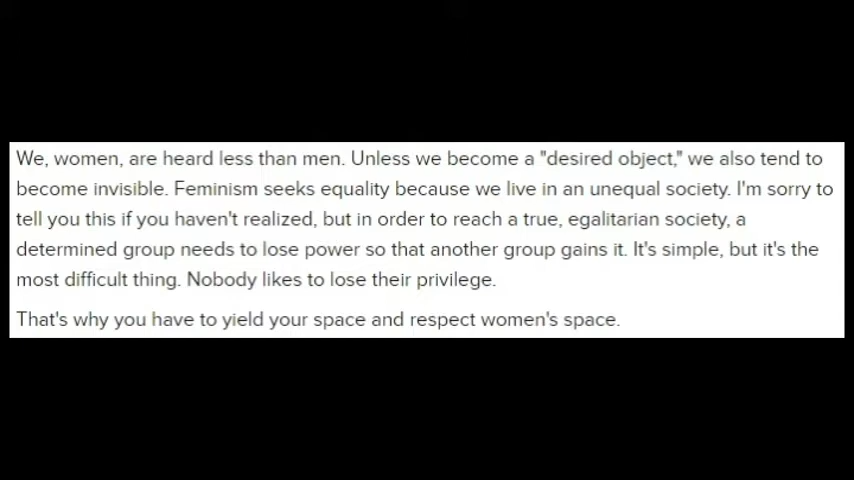 We, women, are heard less than men. Unless we become a "desired object," we also tend to
become invisible. Feminism seeks equality because we live in an unequal society. I'm sorry to
tell you this if you haven't realized, but in order to reach a true, egalitarian society, a
determined group needs to lose power so that another group gains it. It's simple, but it's the
most difficult thing. Nobody likes to lose their privilege.
That's why you have to yield your space and respect women's space.